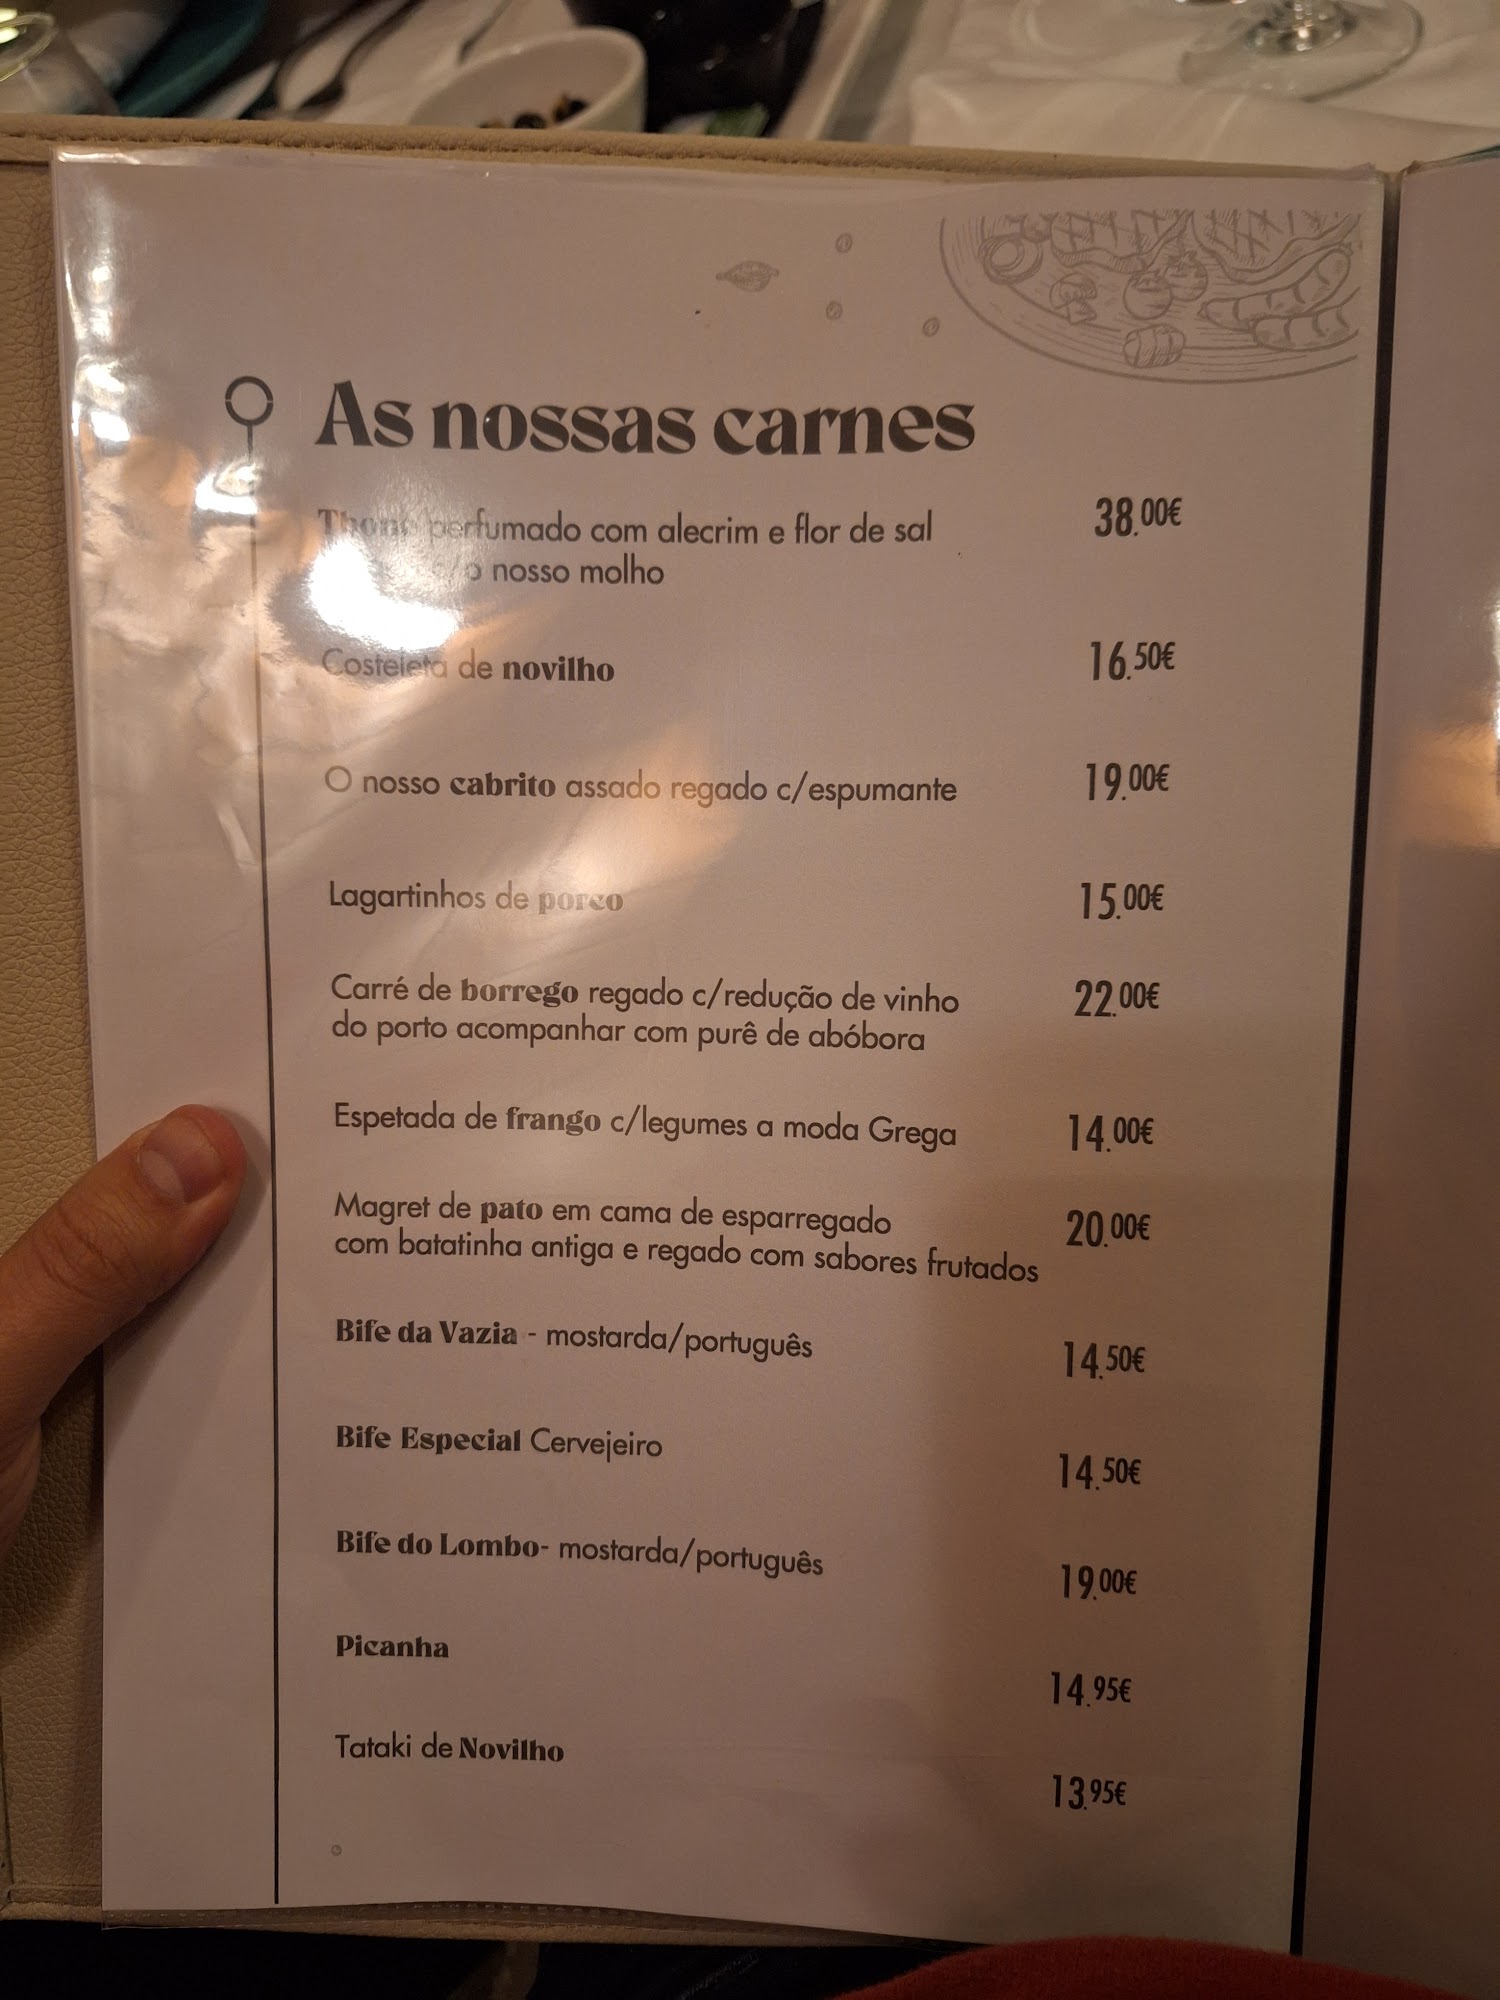 As nossas carnes
perfumado com alecrim e flor de sal 38.00€
c/o nosso molho
Costeleta de novilho 16.50€
O nosso cabrito assado regado c/espumante 19.00€
Lagartinhos de porco 15.00€
Carré de borrego regado c/redução de vinho 22.00€
do porto acompanhar com purê de abóbora
Espetada de frango c/legumes a moda Grega 14.00€
Magret de pato em cama de esparregado 20.00€
com batatinha antiga e regado com sabores frutados
Bife da Vazia - mostarda/português 14.50€
Bife Especial Cervejeiro 14.50€
Bife do Lombo- mostarda/português 19.00€
Picanha 14.95€
Tataki de Novilho 13.95€